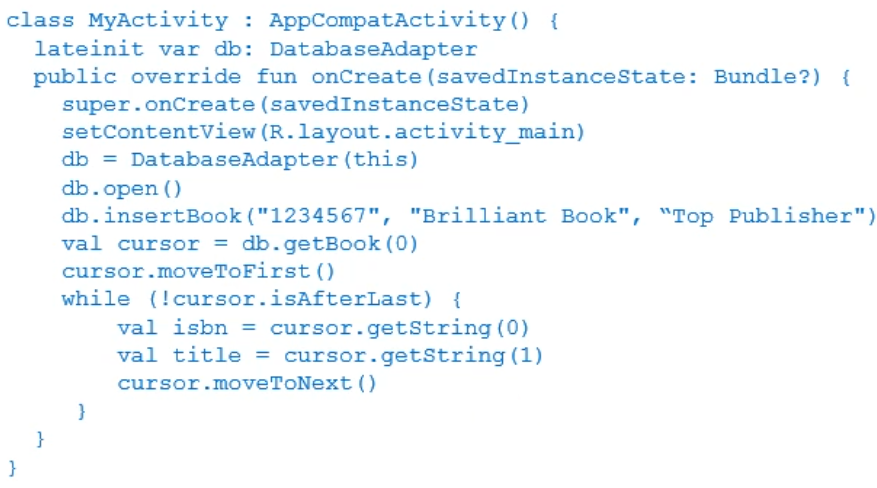 class MyActivity : AppCompatActivity() {
lateinit var db: DatabaseAdapter
public override fun onCreate(savedInstanceState: Bundle?) {
super.onCreate(savedInstanceState)
setContentView(R.layout.activity_main)
db = DatabaseAdapter(this)
db.open()
db.insertBook("1234567", "Brilliant Book", “Top Publisher")
val cursor = db.getBook(0)
cursor.moveToFirst()
while (!cursor.isAfterLast) {
val isbn = cursor.getString(0)
val title = cursor.getString(1)
cursor.moveToNext()
}
}
}